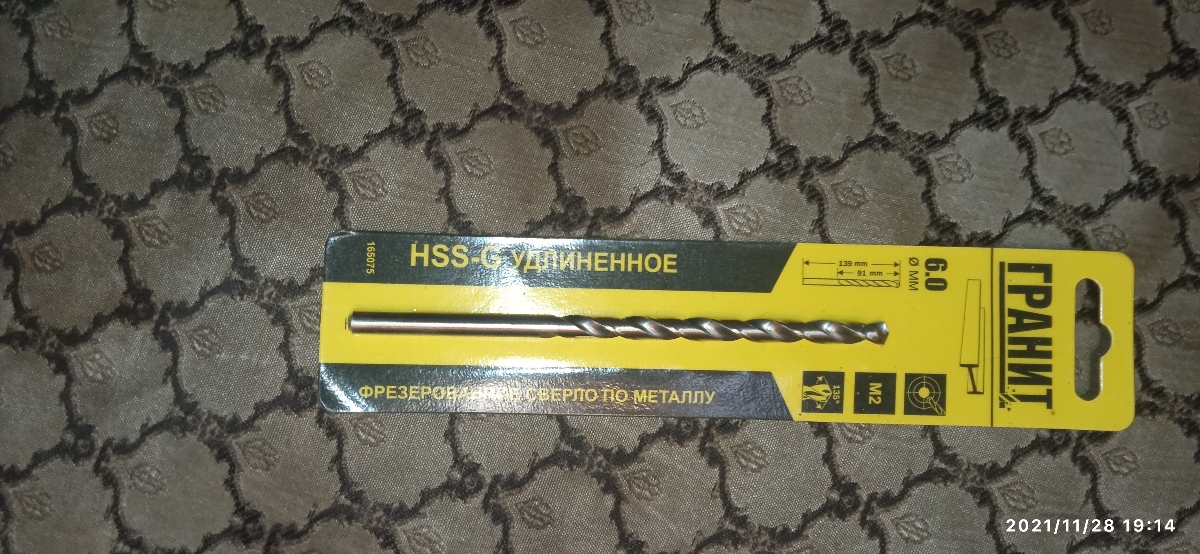 165075
HSS-G УДЛИНЕННОЕ
139 mm
91 mm
6.0
Ø ММ
ГРАНИТ
ФРЕЗЕРОВАННОЕ СВЕРЛО ПО МЕТАЛЛУ
135°
M2
2021/11/28 19:14